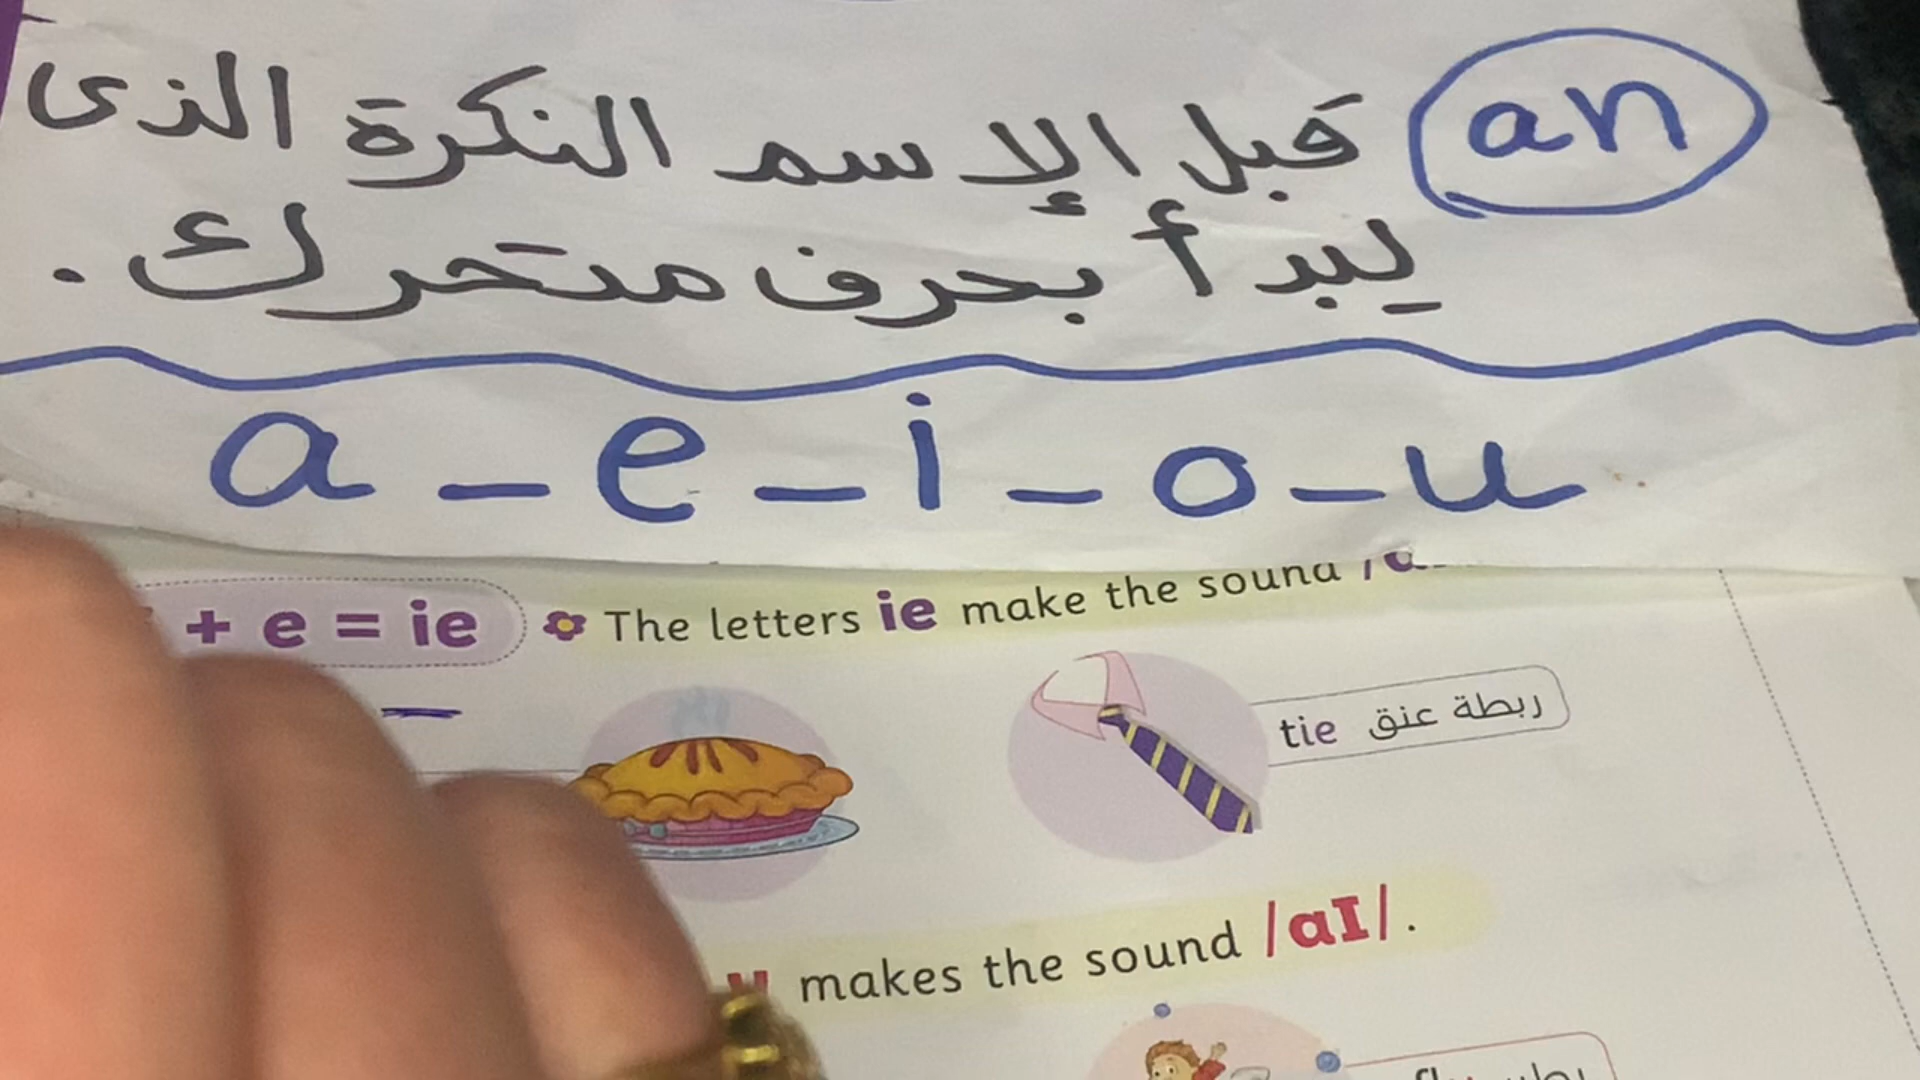 an قبل الإسم النكرة الذى
يبدأ بحرف متحرك.
a - e - i - o - u
+ e = ie
The letters ie make the sound /a
tie ربطة عنق
y makes the sound /aI/.